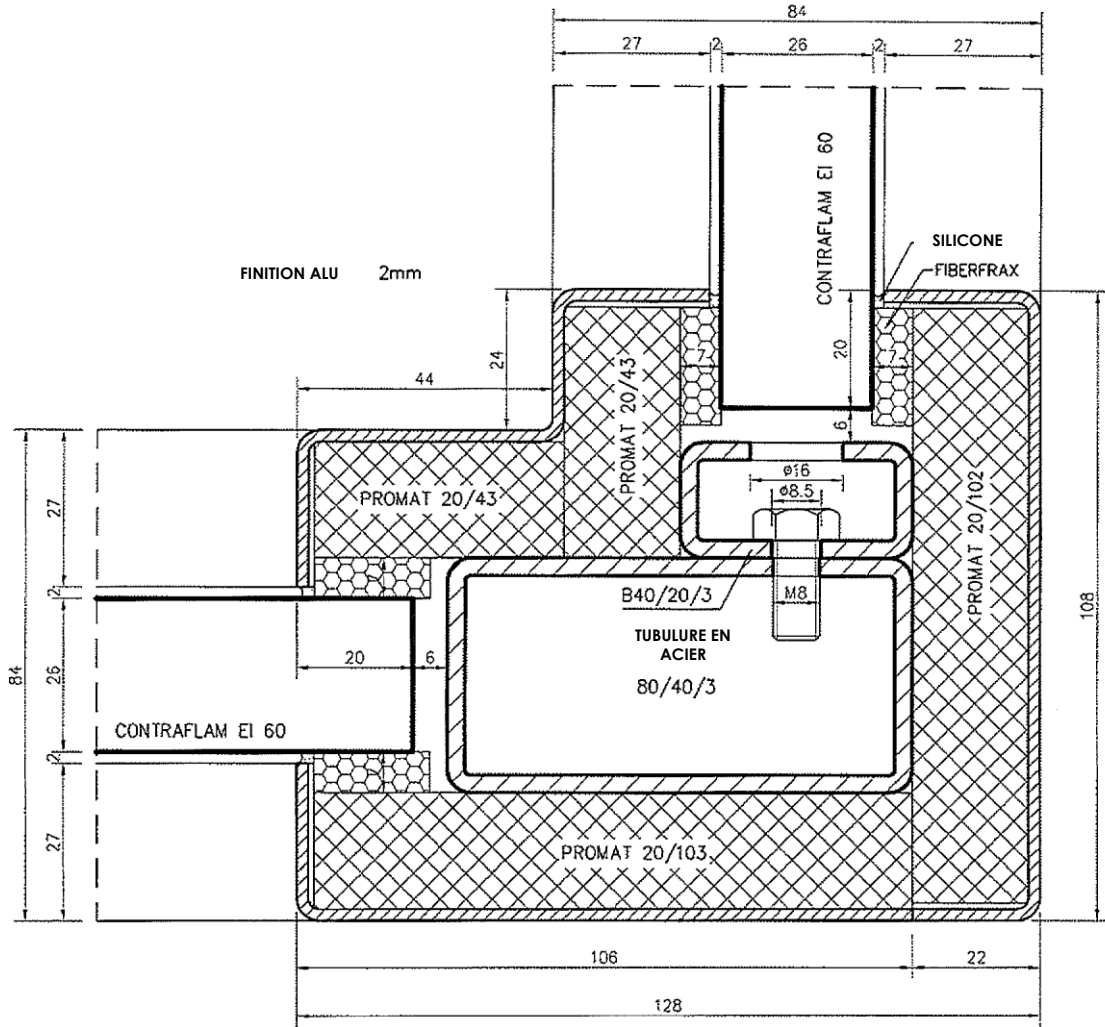 84
27
2
26
2
27
CONTRAFLAM EI 60
SILICONE
FIBERFRAX
FINITION ALU 2mm
24
44
20
7
7
6
PROMAT 20/43
PROMAT 20/43
PROMAT 20/102
108
ø16
ø8.5
M8
B40/20/3
TUBULURE EN
ACIER
80/40/3
27
2
26
2
27
84
20
6
CONTRAFLAM EI 60
PROMAT 20/103
106
22
128